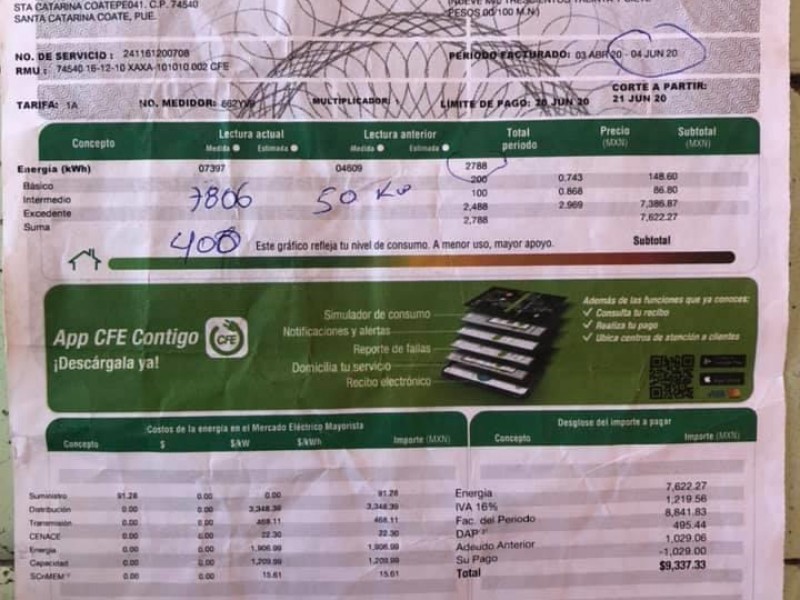 STA CATARINA COATEPE041. C.P. 74540
SANTA CATARINA COATE, PUE.
PESOS 00/100 M.N.)
NO. DE SERVICIO : 241161200708
RMU : 74540 16-12-10 XAXA-101010 002 CFE
PERIODO FACTURADO: 03 ABR 20 - 04 JUN 20
TARIFA: 1A NO. MEDIDOR: MULTIPLICADOR: 1 LIMITE DE PAGO: 20 JUN 20
CORTE A PARTIR:
21 JUN 20
Concepto Lectura actual Lectura anterior Total periodo Precio (MXN) Subtotal (MXN)
Medida Estimada Medida Estimada
Energía (kWh) 07397 04609 2788
Básico 200 0.743 148.60
Intermedio 100 0.868 86.80
Excedente 2,488 2.969 7,386.87
Suma 2,788 7,622.27
7806 50 Kw
400
Este gráfico refleja tu nivel de consumo. A menor uso, mayor apoyo.
Subtotal
App CFE Contigo
¡Descárgala ya!
CFE
Simulador de consumo
Notificaciones y alertas
Reporte de fallas
Domicilia tu servicio
Recibo electrónico
Además de las funciones que ya conoces:
Consulta tu recibo
Realiza tu pago
Ubica centros de atención a clientes
Costos de la energía en el Mercado Eléctrico Mayorista
Concepto $ $/kW $/kWh Importe (MXN)
Suministro 91.28 0.00 0.00 91.28
Distribución 0.00 0.00 3,348.39 3,348.39
Transmisión 0.00 0.00 468.11 468.11
CENACE 0.00 0.00 22.30 22.30
Energía 0.00 0.00 1,906.99 1,906.99
Capacidad 0.00 0.00 1,209.99 1,209.99
SCnMEM 0.00 0.00 15.61 15.61
Desglose del importe a pagar
Concepto Importe (MXN)
Energía 7,622.27
IVA 16% 1,219.56
Fac. del Periodo 8,841.83
DAP 495.44
Adeudo Anterior 1,029.06
Su Pago -1,029.00
Total $9,337.33